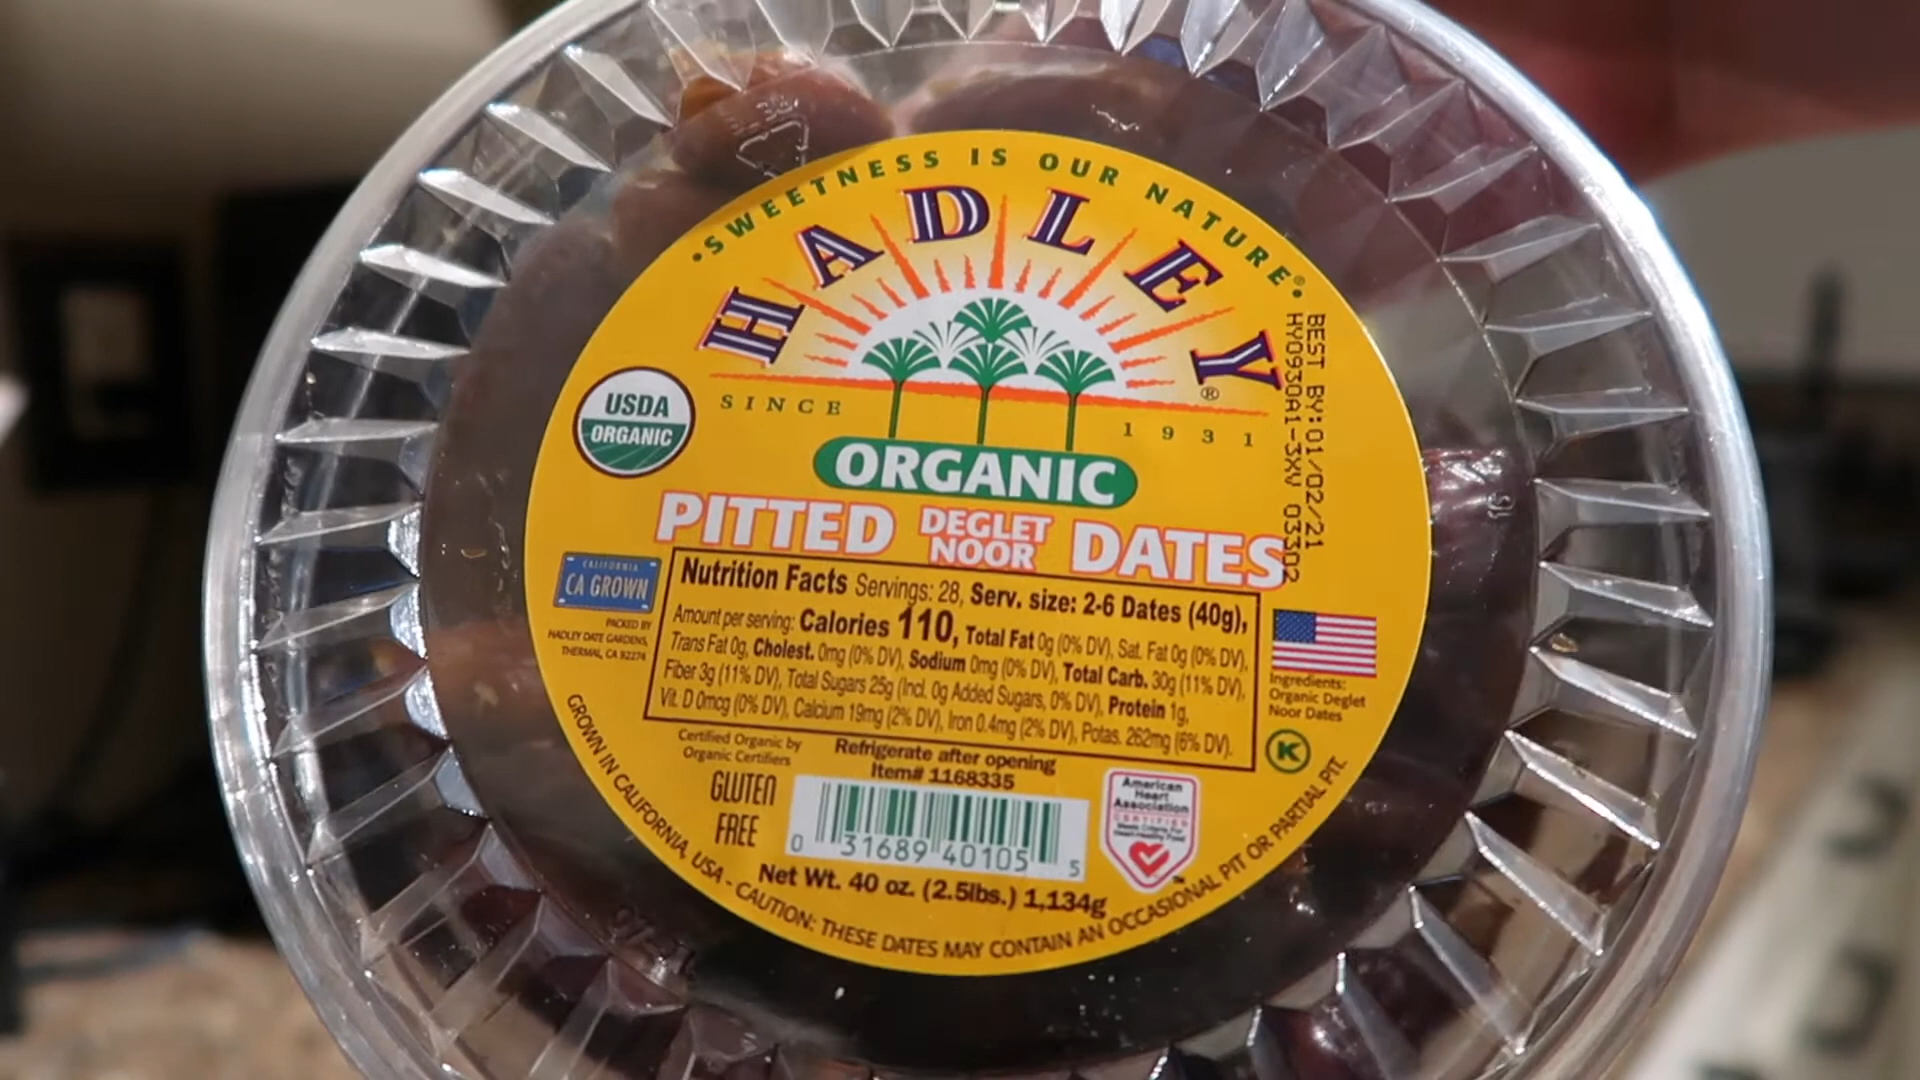 •SWEETNESS IS OUR NATURE®•
HADLEY®
SINCE 1931
USDA
ORGANIC
ORGANIC
PITTED DEGLET NOOR DATES
BEST BY:01/02/21
HY0930A1-3XV 03302
CALIFORNIA
CA GROWN
PACKED BY
HADLEY DATE GARDENS,
THERMAL, CA 92274
Nutrition Facts Servings: 28, Serv. size: 2-6 Dates (40g),
Amount per serving: Calories 110, Total Fat 0g (0% DV), Sat. Fat 0g (0% DV),
Trans Fat 0g, Cholest. 0mg (0% DV), Sodium 0mg (0% DV), Total Carb. 30g (11% DV),
Fiber 3g (11% DV), Total Sugars 25g (Incl. 0g Added Sugars, 0% DV), Protein 1g,
Vit. D 0mcg (0% DV), Calcium 19mg (2% DV), Iron 0.4mg (2% DV), Potas. 262mg (6% DV).
Ingredients:
Organic Deglet
Noor Dates
K
Certified Organic by
Organic Certifiers
Refrigerate after opening
Item# 1168335
GLUTEN
FREE
0 31689 40105 5
American
Heart
Association
CERTIFIED
Meets Criteria For
Heart-Healthy Food
Net Wt. 40 oz. (2.5lbs.) 1,134g
GROWN IN CALIFORNIA, USA - CAUTION: THESE DATES MAY CONTAIN AN OCCASIONAL PIT OR PARTIAL PIT.